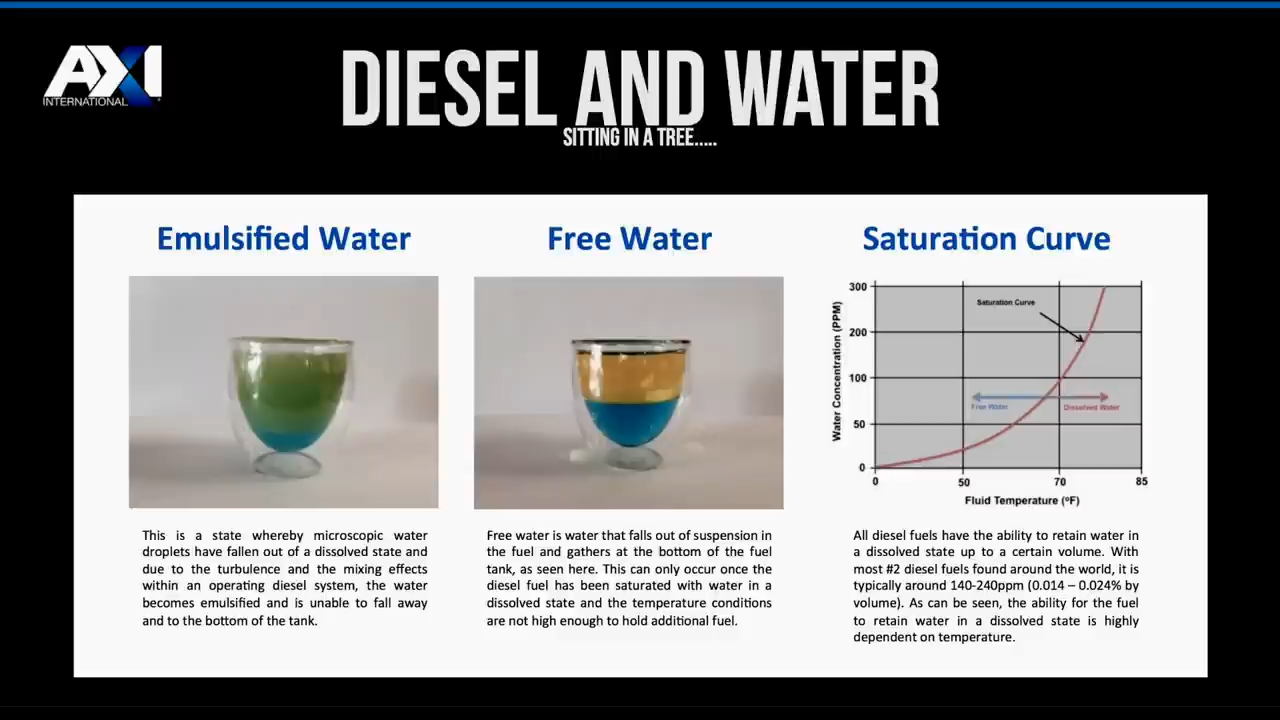 AXI
INTERNATIONAL
DIESEL AND WATER
SITTING IN A TREE.....
Emulsified Water
This is a state whereby microscopic water
droplets have fallen out of a dissolved state and
due to the turbulence and the mixing effects
within an operating diesel system, the water
becomes emulsified and is unable to fall away
and to the bottom of the tank.
Free Water
Free water is water that falls out of suspension in
the fuel and gathers at the bottom of the fuel
tank, as seen here. This can only occur once the
diesel fuel has been saturated with water in a
dissolved state and the temperature conditions
are not high enough to hold additional fuel.
Saturation Curve
Water Concentration (PPM)
300
200
100
50
0
Saturation Curve
Free Water
Dissolved Water
0 50 70 85
Fluid Temperature (ºF)
All diesel fuels have the ability to retain water in
a dissolved state up to a certain volume. With
most #2 diesel fuels found around the world, it is
typically around 140-240ppm (0.014 – 0.024% by
volume). As can be seen, the ability for the fuel
to retain water in a dissolved state is highly
dependent on temperature.